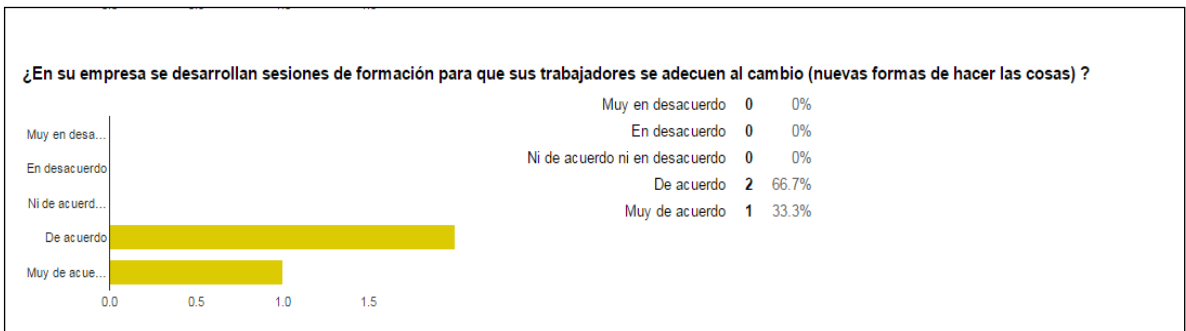 ¿En su empresa se desarrollan sesiones de formación para que sus trabajadores se adecuen al cambio (nuevas formas de hacer las cosas) ?
Muy en desacuerdo 0 0%
En desacuerdo 0 0%
Ni de acuerdo ni en desacuerdo 0 0%
De acuerdo 2 66.7%
Muy de acuerdo 1 33.3%
Muy en desa...
En desacuerdo
Ni de acuerd...
De acuerdo
Muy de acue...
0.0 0.5 1.0 1.5